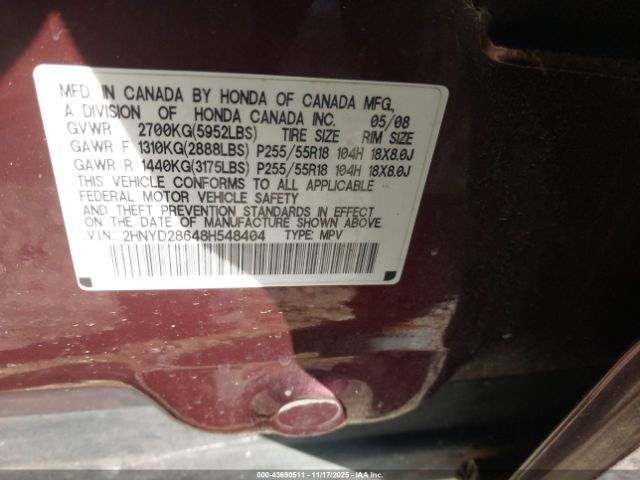 MFD. IN CANADA BY HONDA OF CANADA MFG.,
A DIVISION OF HONDA CANADA INC. 05/08
GVWR 2700KG(5952LBS) TIRE SIZE RIM SIZE
GAWR F 1310KG(2888LBS) P255/55R18 104H 18X8.0J
GAWR R 1440KG(3175LBS) P255/55R18 104H 18X8.0J
THIS VEHICLE CONFORMS TO ALL APPLICABLE
FEDERAL MOTOR VEHICLE SAFETY
AND THEFT PREVENTION STANDARDS IN EFFECT
ON THE DATE OF MANUFACTURE SHOWN ABOVE.
V.I.N. 2HNYD28648H548404 TYPE: MPV
000-43690511 - 11/17/2025 - IAA Inc.